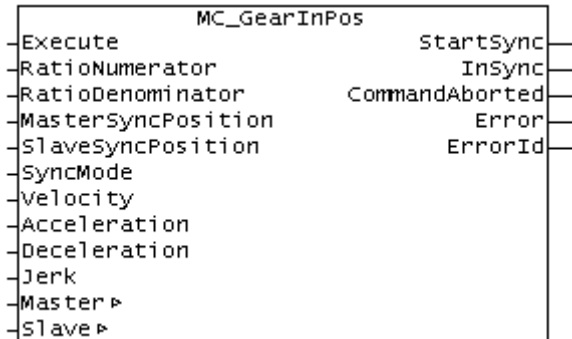 MC_GearInPos
Execute StartSync
RatioNumerator InSync
RatioDenominator CommandAborted
MasterSyncPosition Error
SlaveSyncPosition ErrorId
SyncMode
Velocity
Acceleration
Deceleration
Jerk
Master
Slave